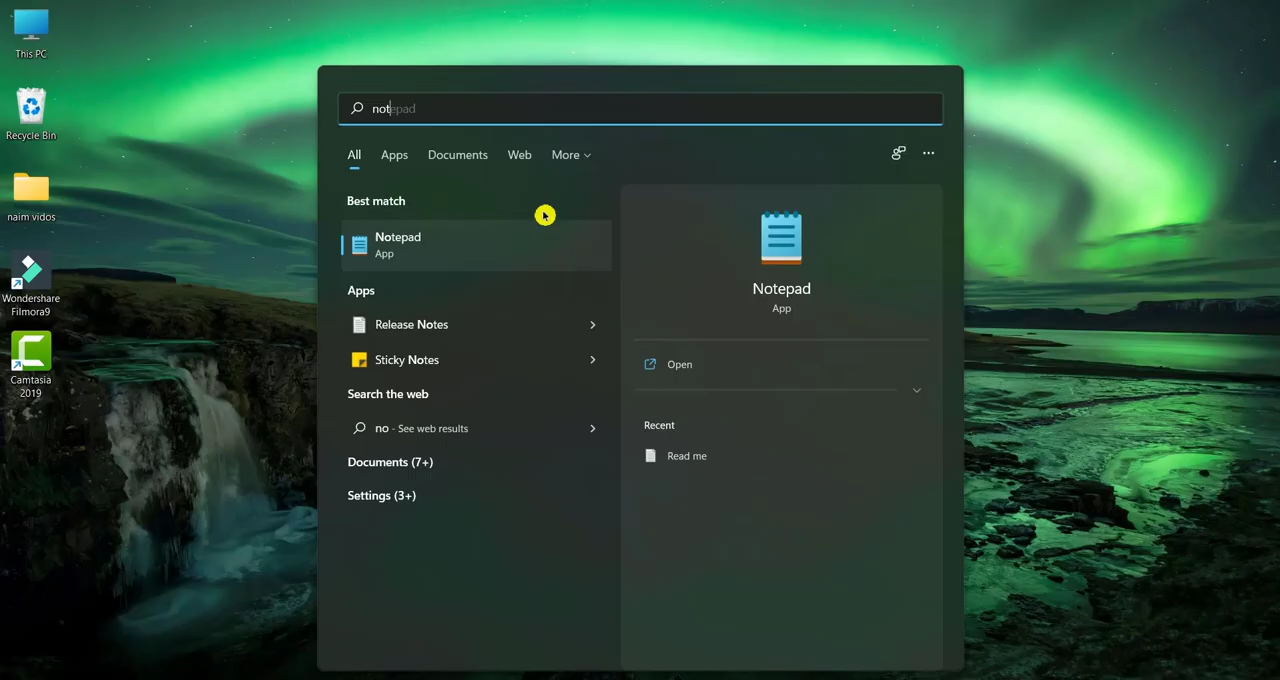 This PC
Recycle Bin
naim vidos
Wondershare
Filmora9
Camtasia
2019
notepad
All Apps Documents Web More
Best match
Notepad
App
Apps
Release Notes
Sticky Notes
Search the web
no - See web results
Documents (7+)
Settings (3+)
Notepad
App
Open
Recent
Read me